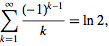 ∑_{k=1}^{∞} (-1)^{k-1}/k = ln 2,